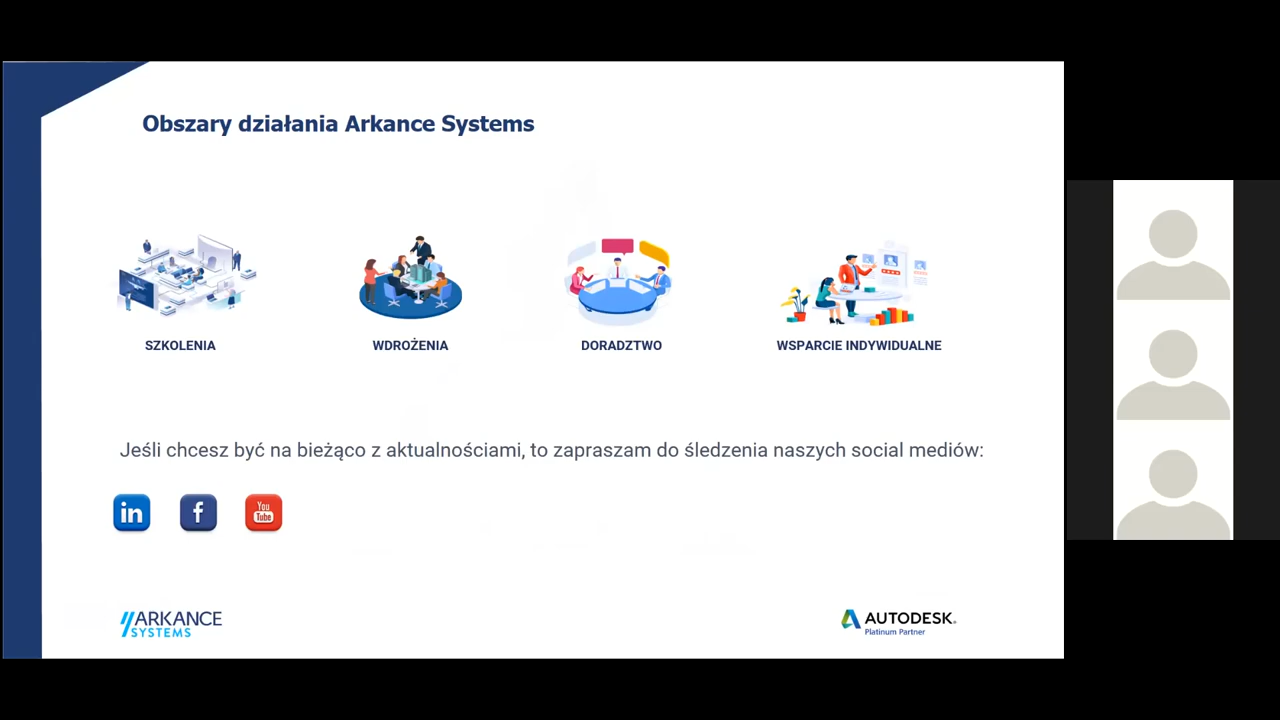 Obszary działania Arkance Systems
SZKOLENIA
WDROŻENIA
DORADZTWO
WSPARCIE INDYWIDUALNE
Jeśli chcesz być na bieżąco z aktualnościami, to zapraszam do śledzenia naszych social mediów:
in
f
You
Tube
ARKANCE
SYSTEMS
AUTODESK®
Platinum Partner